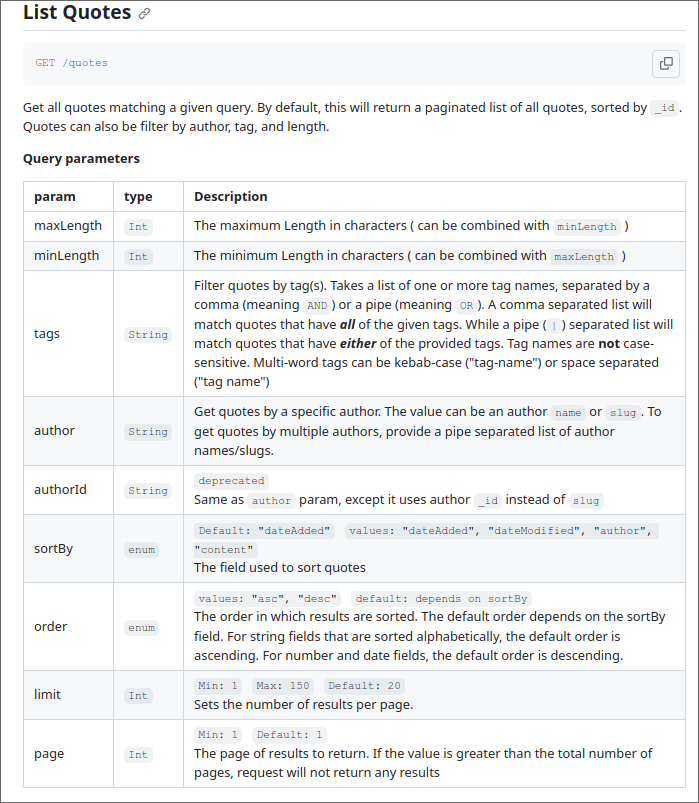 List Quotes
GET /quotes
Get all quotes matching a given query. By default, this will return a paginated list of all quotes, sorted by _id.
Quotes can also be filter by author, tag, and length.
Query parameters
param type Description
maxLength Int The maximum Length in characters ( can be combined with minLength )
minLength Int The minimum Length in characters ( can be combined with maxLength )
Filter quotes by tag(s). Takes a list of one or more tag names, separated by a
comma (meaning AND) or a pipe (meaning OR). A comma separated list will
tags String match quotes that have all of the given tags. While a pipe ( | ) separated list will
match quotes that have either of the provided tags. Tag names are not case-
sensitive. Multi-word tags can be kebab-case ("tag-name") or space separated
("tag name")
Get quotes by a specific author. The value can be an author name or slug. To
author String get quotes by multiple authors, provide a pipe separated list of author
names/slugs.
authorId String deprecated
Same as author param, except it uses author _id instead of slug
Default: "dateAdded" values: "dateAdded", "dateModified", "author",
sortBy enum "content"
The field used to sort quotes
values: "asc", "desc" default: depends on sortBy
The order in which results are sorted. The default order depends on the sortBy
order enum field. For string fields that are sorted alphabetically, the default order is
ascending. For number and date fields, the default order is descending.
limit Int Min: 1 Max: 150 Default: 20
Sets the number of results per page.
Min: 1 Default: 1
page Int The page of results to return. If the value is greater than the total number of
pages, request will not return any results